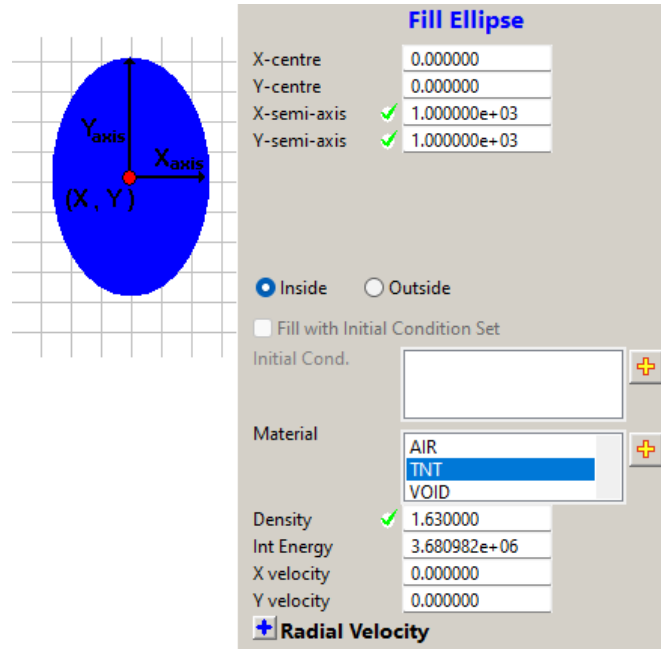 Fill Ellipse
Yaxis
Xaxis
(X , Y )
X-centre 0.000000
Y-centre 0.000000
X-semi-axis 1.000000e+03
Y-semi-axis 1.000000e+03
Inside Outside
Fill with Initial Condition Set
Initial Cond.
Material
AIR
TNT
VOID
Density 1.630000
Int Energy 3.680982e+06
X velocity 0.000000
Y velocity 0.000000
Radial Velocity